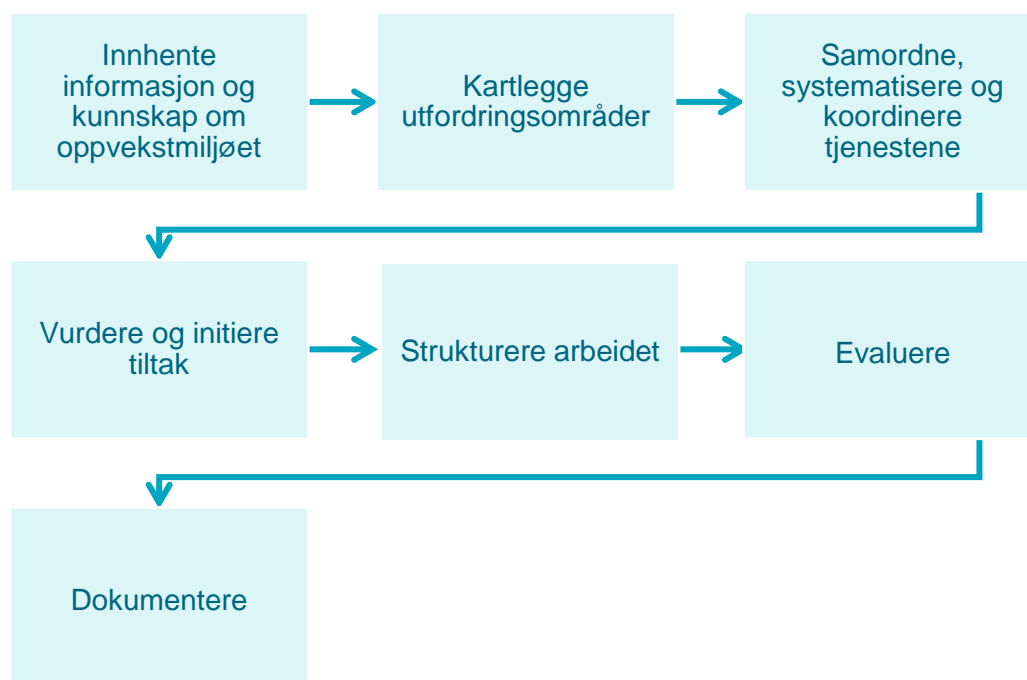 Innhente
informasjon og
kunnskap om
oppvekstmiljøet
Kartlegge
utfordringsområder
Samordne,
systematisere og
koordinere
tjenestene
Vurdere og initiere
tiltak
Strukturere arbeidet
Evaluere
Dokumentere